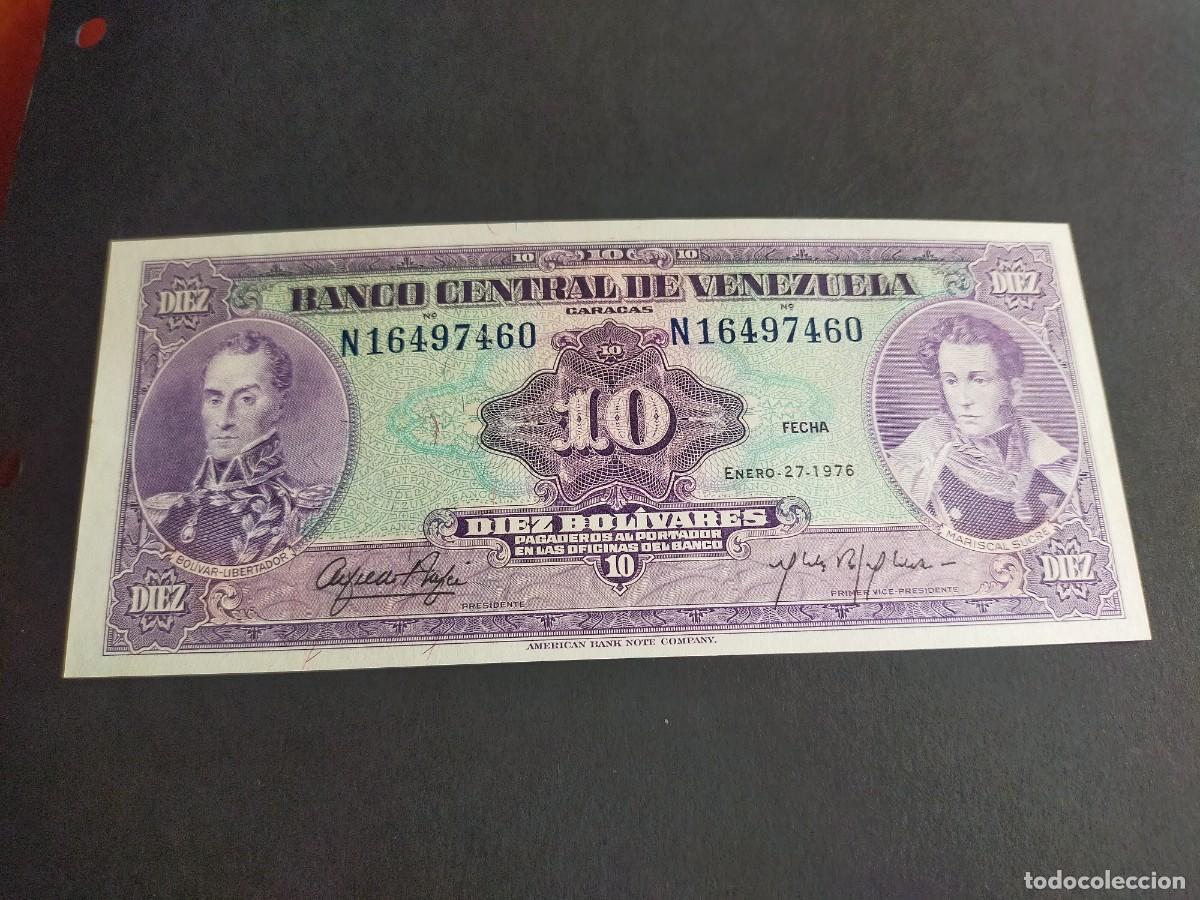 10 10 10
DIEZ DIEZ
BANCO CENTRAL DE VENEZUELA
CARACAS
Nº Nº
N16497460 N16497460
10
10
FECHA
ENERO-27-1976
DIEZ BOLÍVARES
PAGADEROS AL PORTADOR
EN LAS OFICINAS DEL BANCO
10
BOLIVAR-LIBERTADOR
MARISCAL SUCRE
PRESIDENTE
PRIMER VICE-PRESIDENTE
DIEZ DIEZ
AMERICAN BANK NOTE COMPANY.
todocoleccion